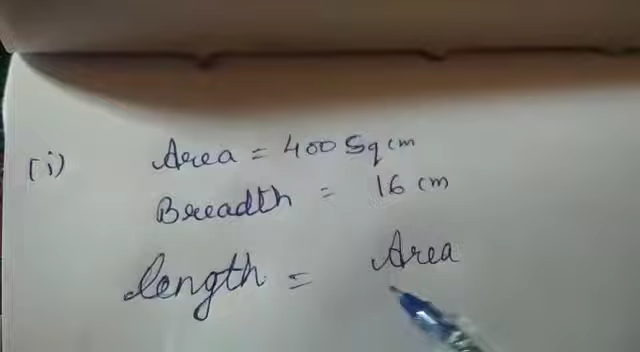 (i) Area = 400 Sq cm
Breadth = 16 cm
length = Area